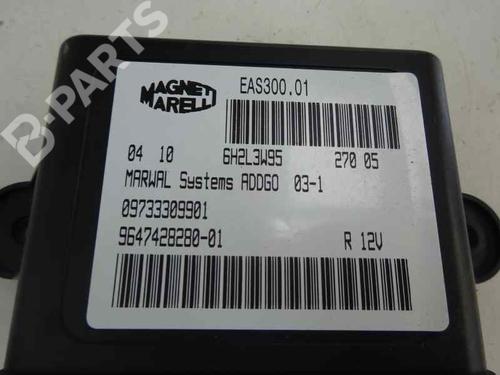 B-PARTS
MAGNETI
MARELLI
EAS300.01
04 10 6H2L3W95 270 05
MARWAL Systems ADDGO 03-1
09733309901
9647428280-01 R 12V